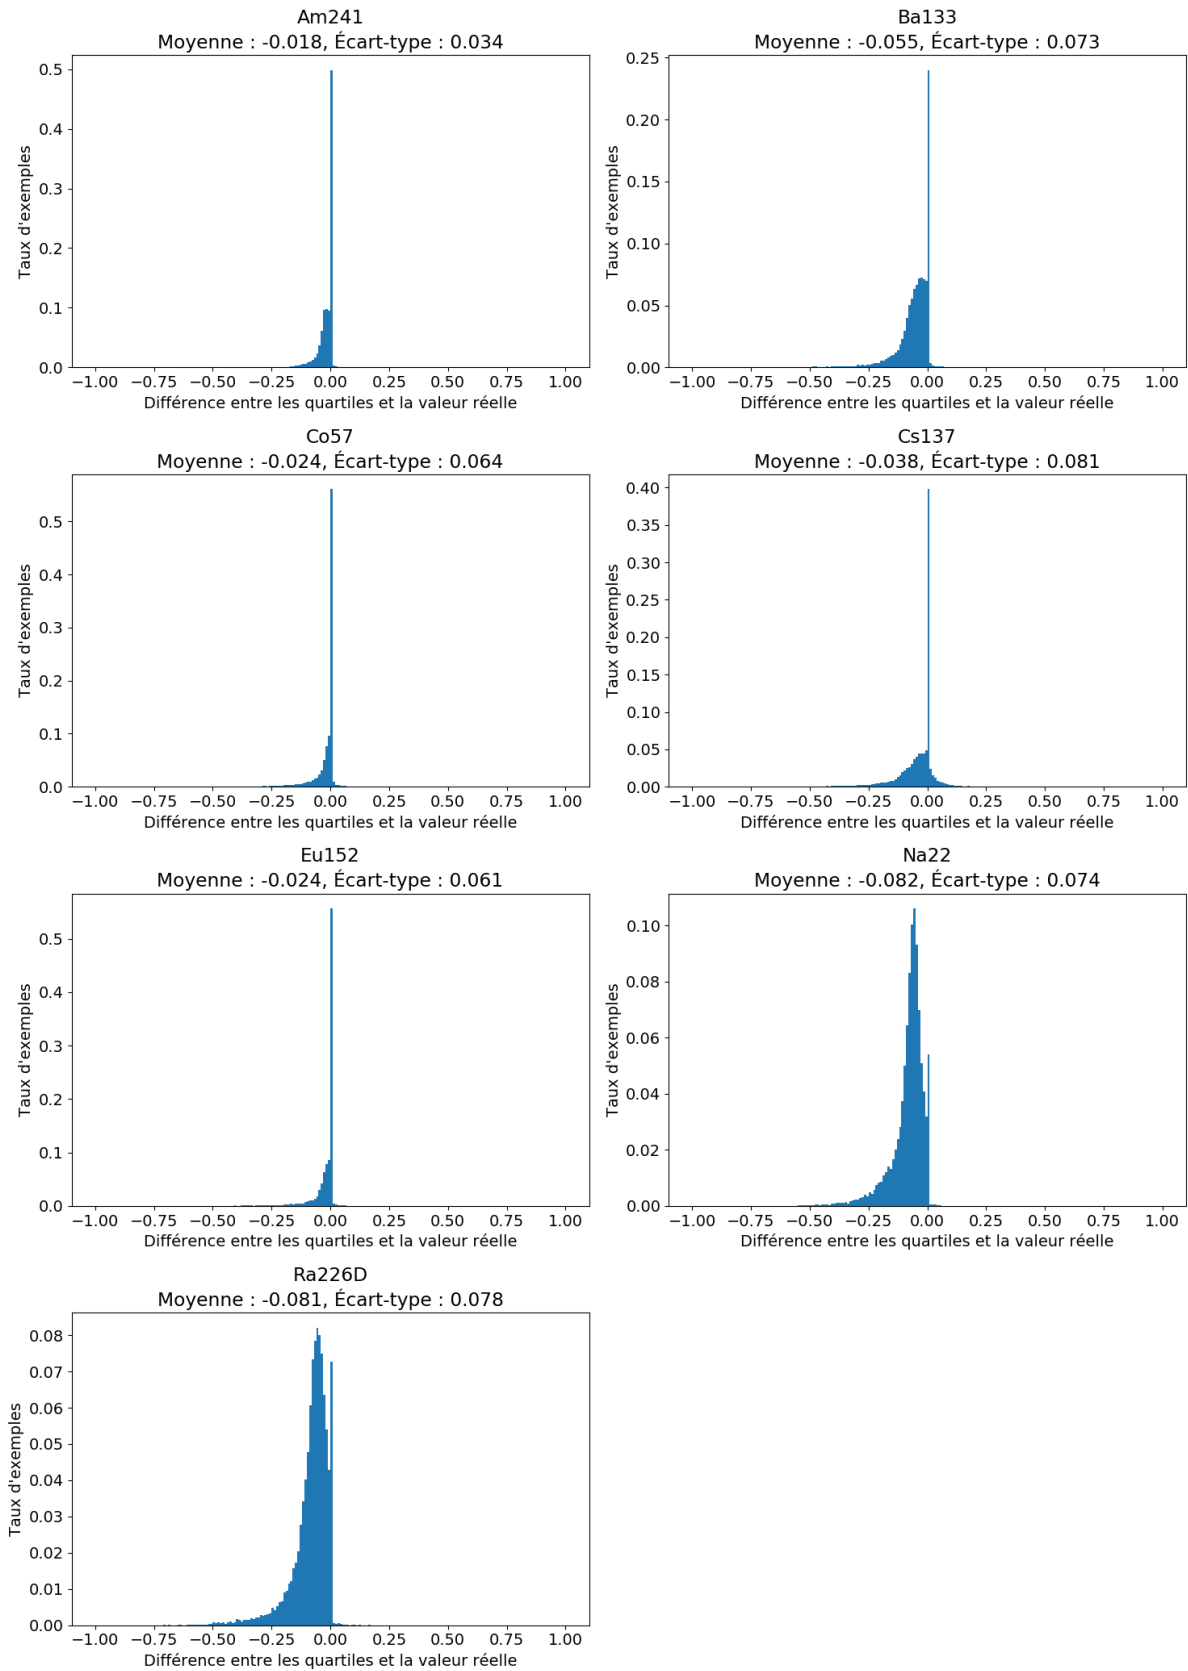 Am241
Moyenne : -0.018, Écart-type : 0.034
0.5
0.4
0.3
0.2
0.1
0.0
Taux d'exemples
−1.00 −0.75 −0.50 −0.25 0.00 0.25 0.50 0.75 1.00
Différence entre les quartiles et la valeur réelle
Ba133
Moyenne : -0.055, Écart-type : 0.073
0.25
0.20
0.15
0.10
0.05
0.00
Taux d'exemples
−1.00 −0.75 −0.50 −0.25 0.00 0.25 0.50 0.75 1.00
Différence entre les quartiles et la valeur réelle
Co57
Moyenne : -0.024, Écart-type : 0.064
0.5
0.4
0.3
0.2
0.1
0.0
Taux d'exemples
−1.00 −0.75 −0.50 −0.25 0.00 0.25 0.50 0.75 1.00
Différence entre les quartiles et la valeur réelle
Cs137
Moyenne : -0.038, Écart-type : 0.081
0.40
0.35
0.30
0.25
0.20
0.15
0.10
0.05
0.00
Taux d'exemples
−1.00 −0.75 −0.50 −0.25 0.00 0.25 0.50 0.75 1.00
Différence entre les quartiles et la valeur réelle
Eu152
Moyenne : -0.024, Écart-type : 0.061
0.5
0.4
0.3
0.2
0.1
0.0
Taux d'exemples
−1.00 −0.75 −0.50 −0.25 0.00 0.25 0.50 0.75 1.00
Différence entre les quartiles et la valeur réelle
Na22
Moyenne : -0.082, Écart-type : 0.074
0.10
0.08
0.06
0.04
0.02
0.00
Taux d'exemples
−1.00 −0.75 −0.50 −0.25 0.00 0.25 0.50 0.75 1.00
Différence entre les quartiles et la valeur réelle
Ra226D
Moyenne : -0.081, Écart-type : 0.078
0.08
0.07
0.06
0.05
0.04
0.03
0.02
0.01
0.00
Taux d'exemples
−1.00 −0.75 −0.50 −0.25 0.00 0.25 0.50 0.75 1.00
Différence entre les quartiles et la valeur réelle